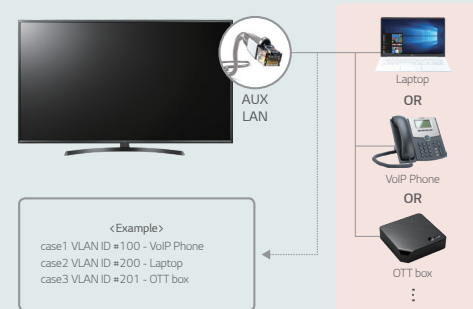 AUX
LAN
Laptop
OR
VoIP Phone
OR
OTT box
<Example>
case1 VLAN ID #100 - VoIP Phone
case2 VLAN ID #200 - Laptop
case3 VLAN ID #201 - OTT box